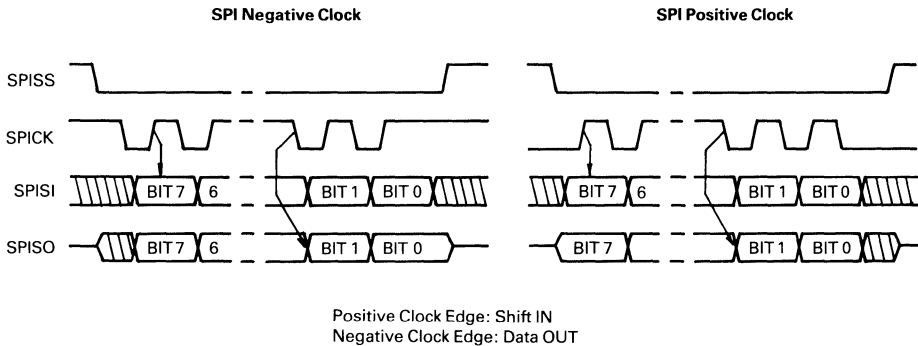 SPI Negative Clock
SPI Positive Clock
SPISS
SPICK
SPISI
BIT 7
6
BIT 1
BIT 0
BIT 7
6
BIT 1
BIT 0
SPISO
BIT 7
6
BIT 1
BIT 0
BIT 7
BIT 1
BIT 0
Positive Clock Edge: Shift IN
Negative Clock Edge: Data OUT